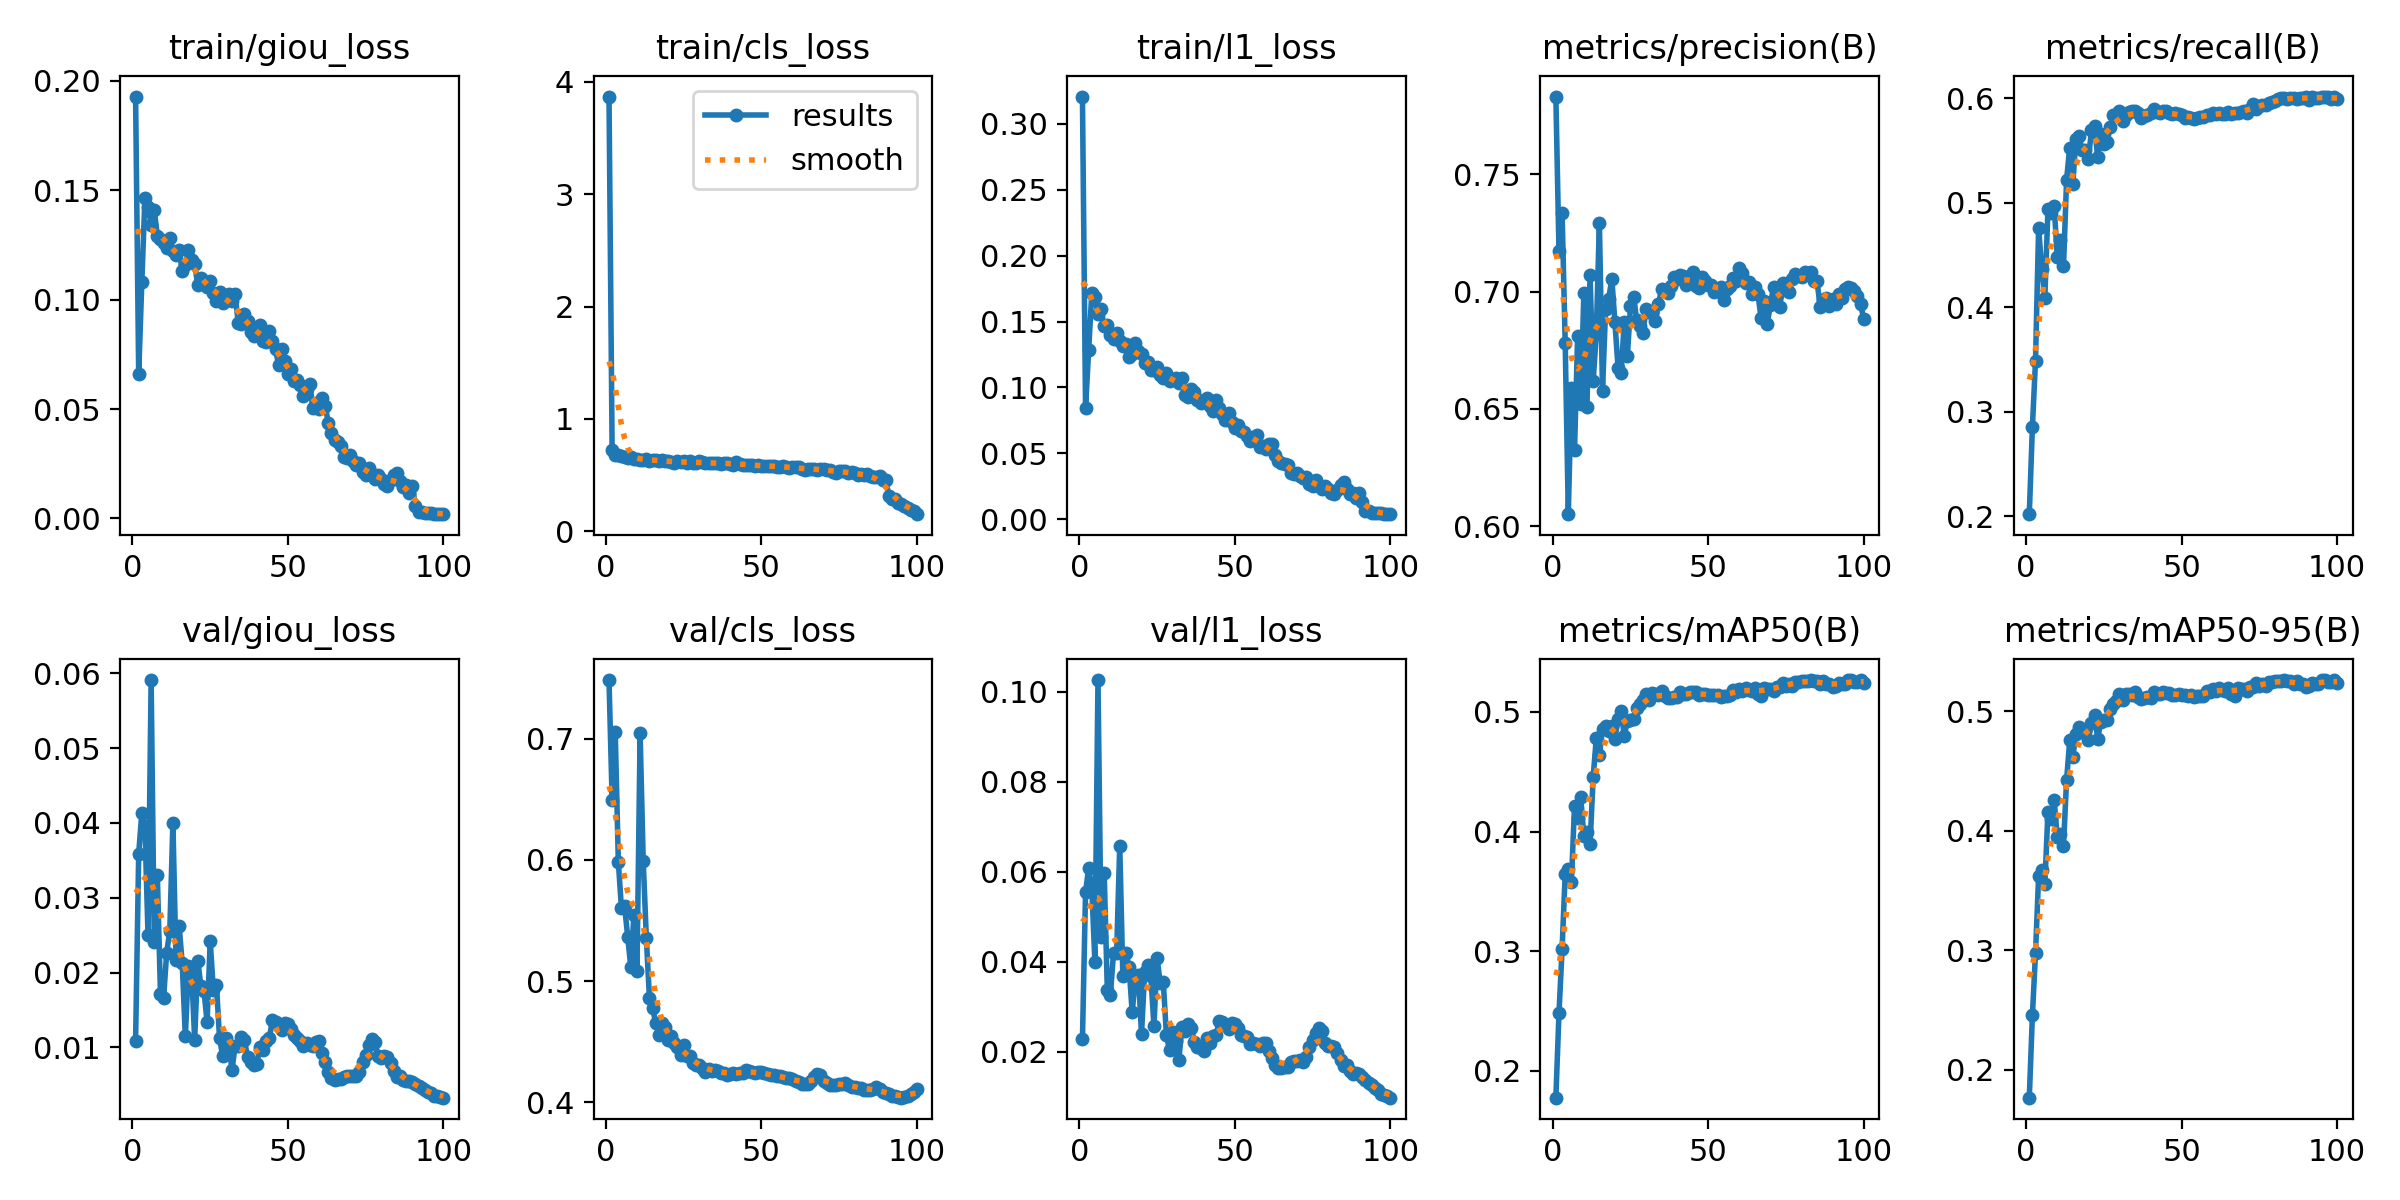 train/giou_loss
0.20
0.15
0.10
0.05
0.00
0 50 100
train/cls_loss
results
smooth
4
3
2
1
0
0 50 100
train/l1_loss
0.30
0.25
0.20
0.15
0.10
0.05
0.00
0 50 100
metrics/precision(B)
0.75
0.70
0.65
0.60
0 50 100
metrics/recall(B)
0.6
0.5
0.4
0.3
0.2
0 50 100
val/giou_loss
0.06
0.05
0.04
0.03
0.02
0.01
0 50 100
val/cls_loss
0.7
0.6
0.5
0.4
0 50 100
val/l1_loss
0.10
0.08
0.06
0.04
0.02
0 50 100
metrics/mAP50(B)
0.5
0.4
0.3
0.2
0 50 100
metrics/mAP50-95(B)
0.5
0.4
0.3
0.2
0 50 100